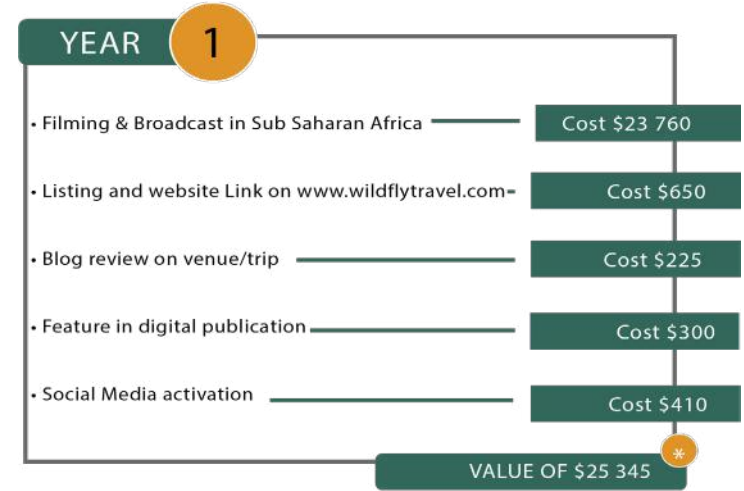 YEAR 1
• Filming & Broadcast in Sub Saharan Africa Cost $23 760
• Listing and website Link on www.wildflytravel.com Cost $650
• Blog review on venue/trip Cost $225
• Feature in digital publication Cost $300
• Social Media activation Cost $410
*
VALUE OF $25 345